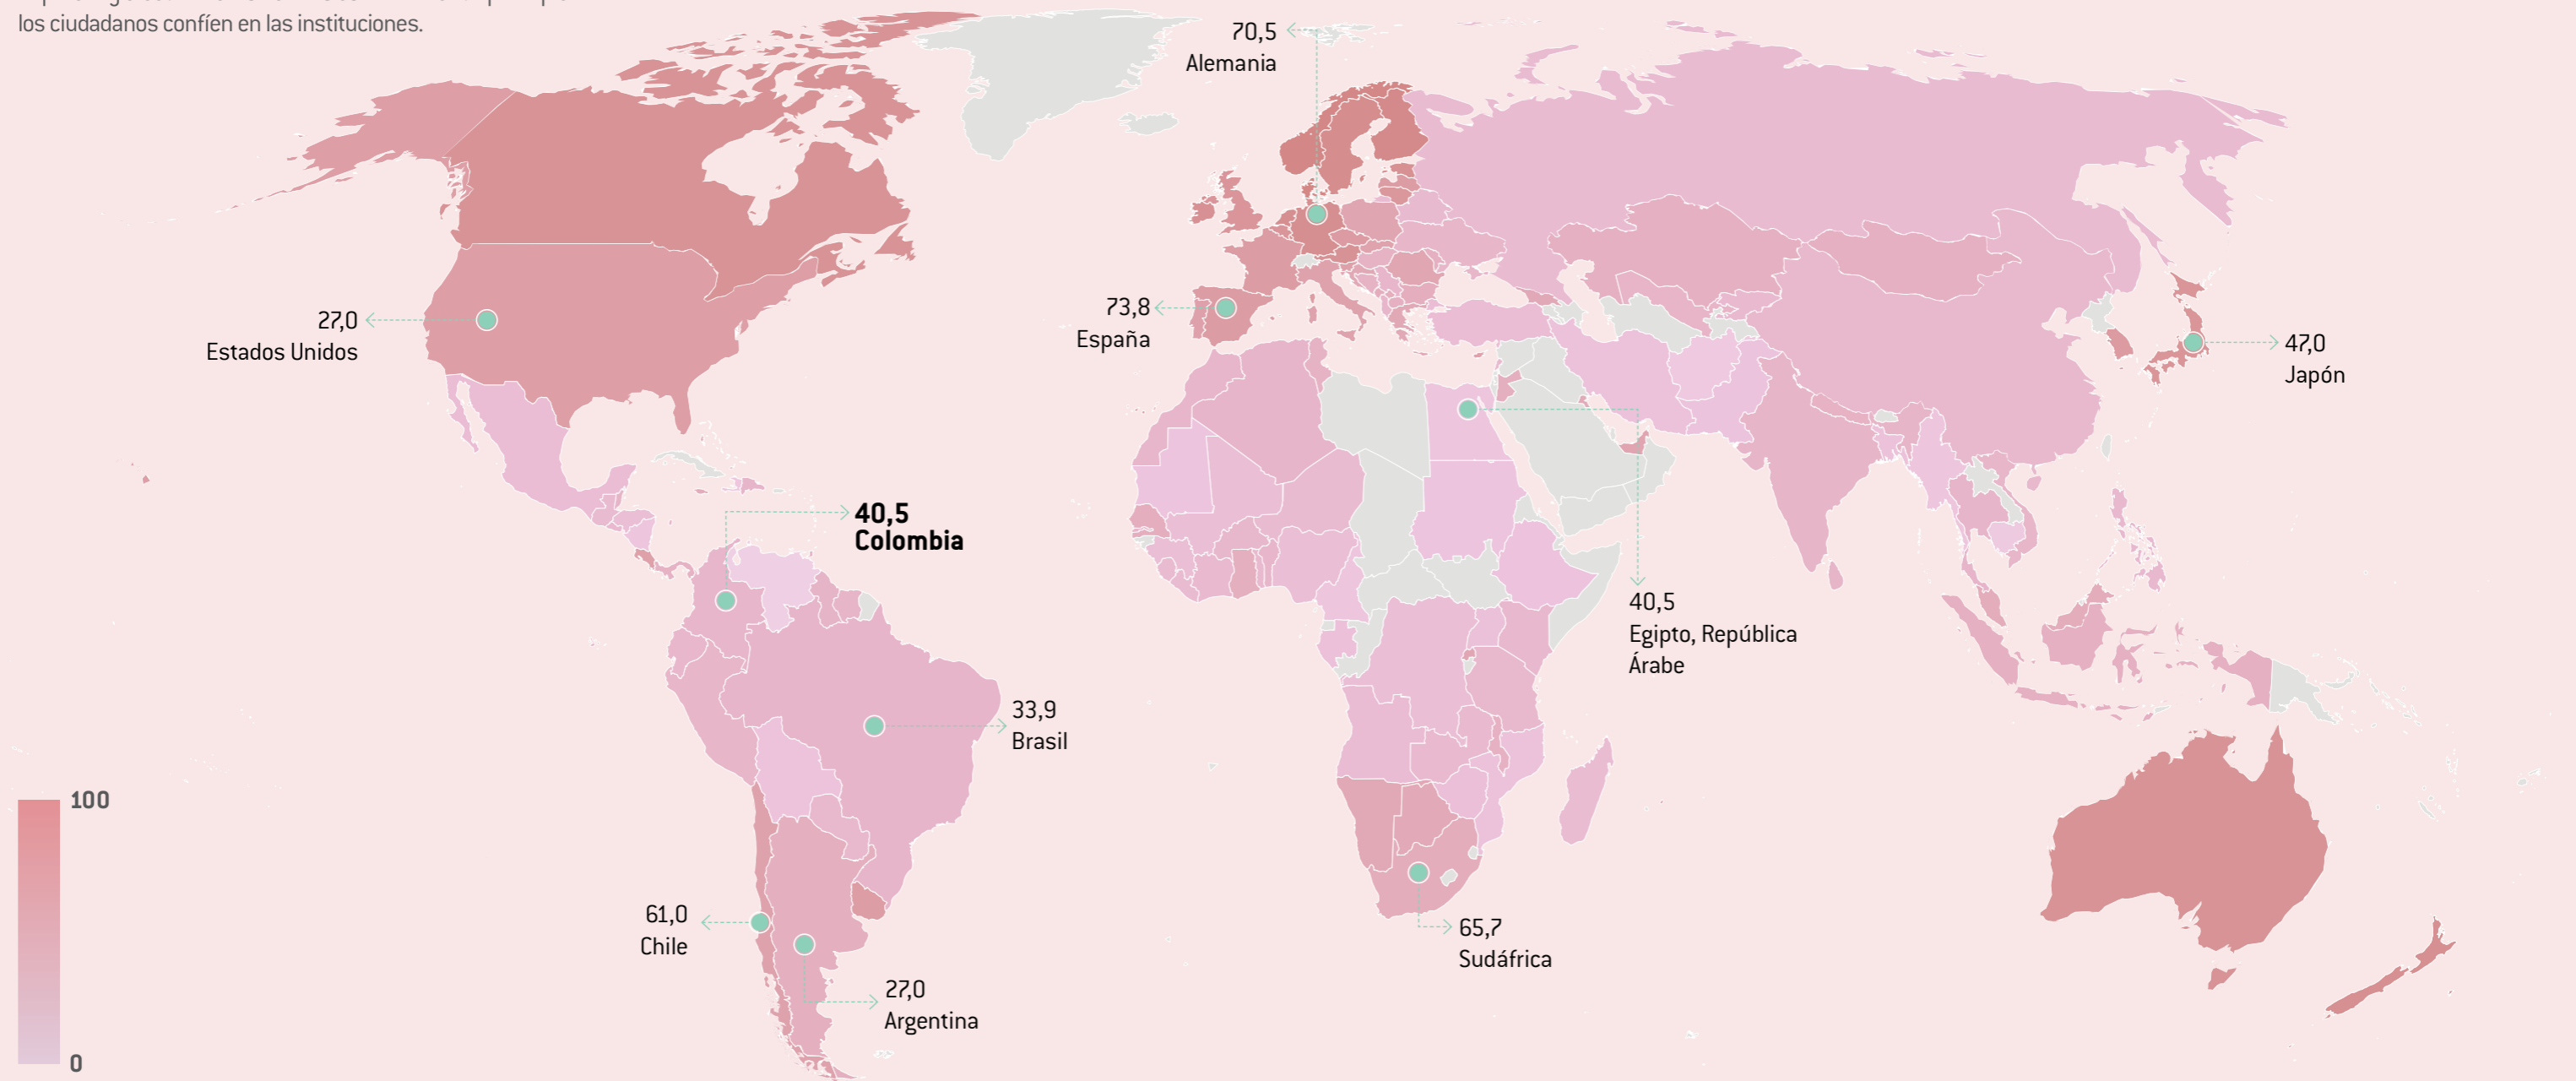 los ciudadanos confíen en las instituciones.
70,5
Alemania
27,0
Estados Unidos
73,8
España
47,0
Japón
40,5
Colombia
40,5
Egipto, República
Árabe
33,9
Brasil
100
61,0
Chile
65,7
Sudáfrica
27,0
Argentina
0